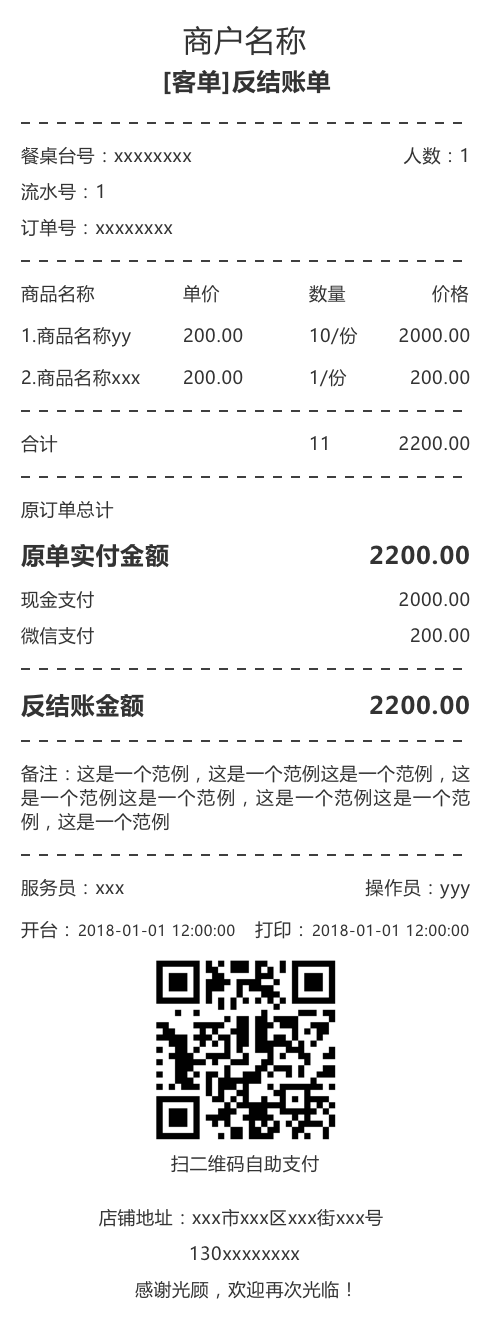 商户名称
[客单]反结账单
餐桌台号：xxxxxxxx 人数：1
流水号：1
订单号：xxxxxxxx
商品名称 单价 数量 价格
1.商品名称yy 200.00 10/份 2000.00
2.商品名称xxx 200.00 1/份 200.00
合计 11 2200.00
原订单总计
原单实付金额 2200.00
现金支付 2000.00
微信支付 200.00
反结账金额 2200.00
备注：这是一个范例，这是一个范例这是一个范例，这
是一个范例这是一个范例，这是一个范例这是一个范
例，这是一个范例
服务员：xxx 操作员：yyy
开台：2018-01-01 12:00:00 打印：2018-01-01 12:00:00
扫二维码自助支付
店铺地址：xxx市xxx区xxx街xxx号
130xxxxxxxx
感谢光顾，欢迎再次光临！